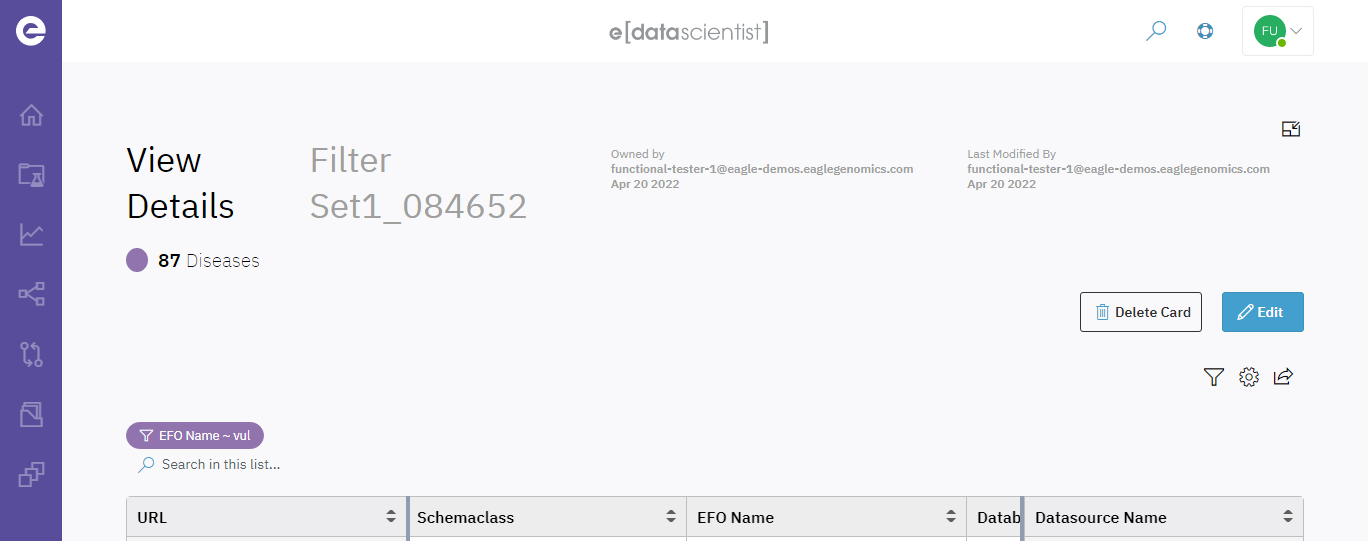 e[datascientist]
FU
View Details
Filter Set1_084652
Owned by
functional-tester-1@eagle-demos.eaglegenomics.com
Apr 20 2022
Last Modified By
functional-tester-1@eagle-demos.eaglegenomics.com
Apr 20 2022
87 Diseases
Delete Card
Edit
EFO Name ~ vul
Search in this list...
URL Schemaclass EFO Name Datab Datasource Name